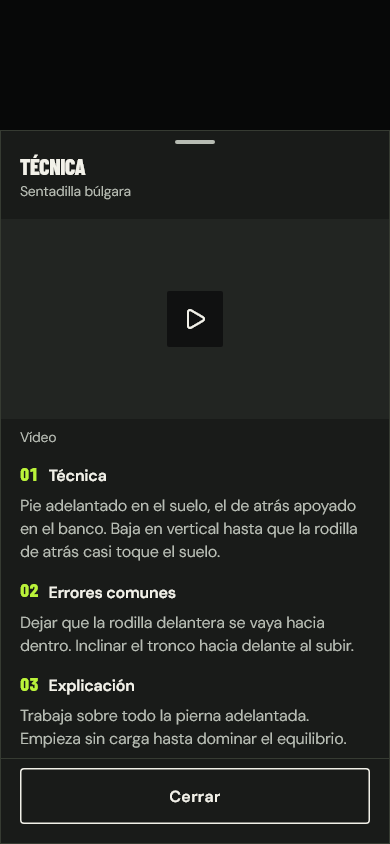 TÉCNICA
Sentadilla búlgara
Vídeo
01 Técnica
Pie adelantado en el suelo, el de atrás apoyado
en el banco. Baja en vertical hasta que la rodilla
de atrás casi toque el suelo.
02 Errores comunes
Dejar que la rodilla delantera se vaya hacia
dentro. Inclinar el tronco hacia delante al subir.
03 Explicación
Trabaja sobre todo la pierna adelantada.
Empieza sin carga hasta dominar el equilibrio.
Cerrar